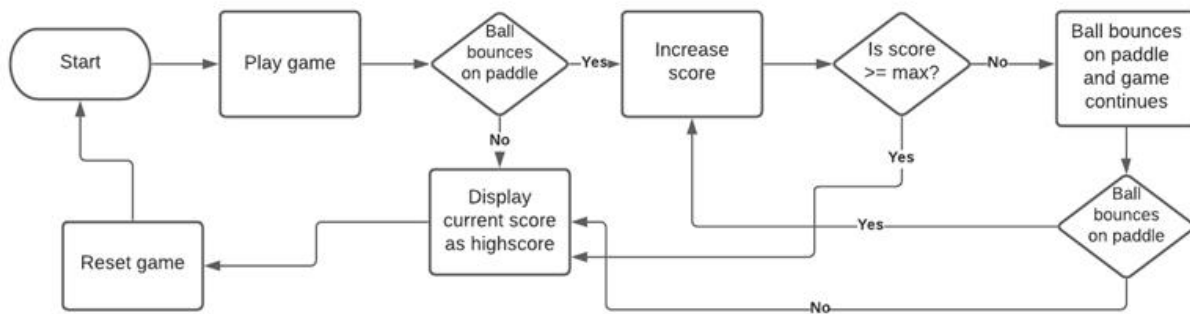 Start
Play game
Ball
bounces
on paddle
Yes
Increase
score
Is score
>= max?
No
Ball bounces
on paddle
and game
continues
No
Yes
Display
current score
as highscore
Ball
bounces
on paddle
Yes
Reset game
No